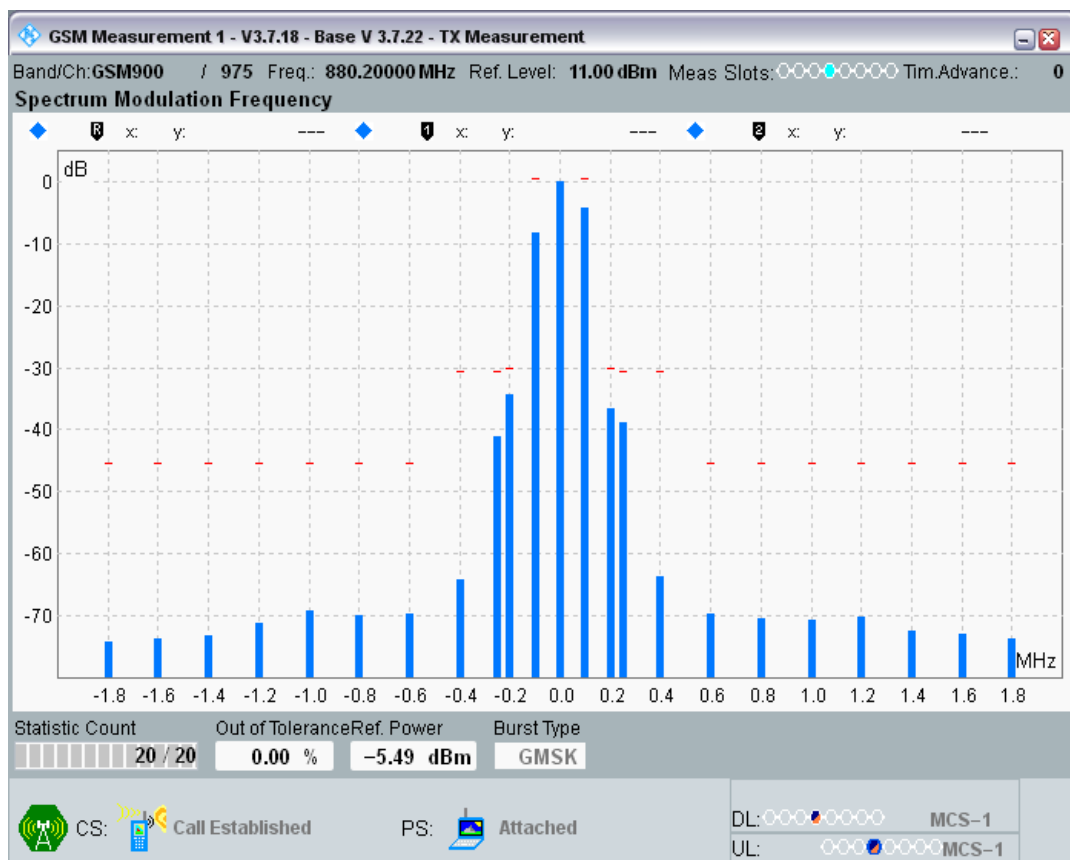 GSM Measurement 1 - V3.7.18 - Base V 3.7.22 - TX Measurement
Band/Ch:GSM900 / 975 Freq.: 880.20000 MHz Ref. Level: 11.00 dBm Meas Slots: Tim.Advance.: 0
Spectrum Modulation Frequency
R x: y: --- 1 x: y: --- 2 x: y: ---
dB
0
-10
-20
-30
-40
-50
-60
-70
MHz
-1.8 -1.6 -1.4 -1.2 -1.0 -0.8 -0.6 -0.4 -0.2 0.0 0.2 0.4 0.6 0.8 1.0 1.2 1.4 1.6 1.8
Statistic Count Out of Tolerance Ref. Power Burst Type
20 / 20 0.00 % −5.49 dBm GMSK
CS: Call Established PS: Attached DL: MCS−1
UL: MCS−1